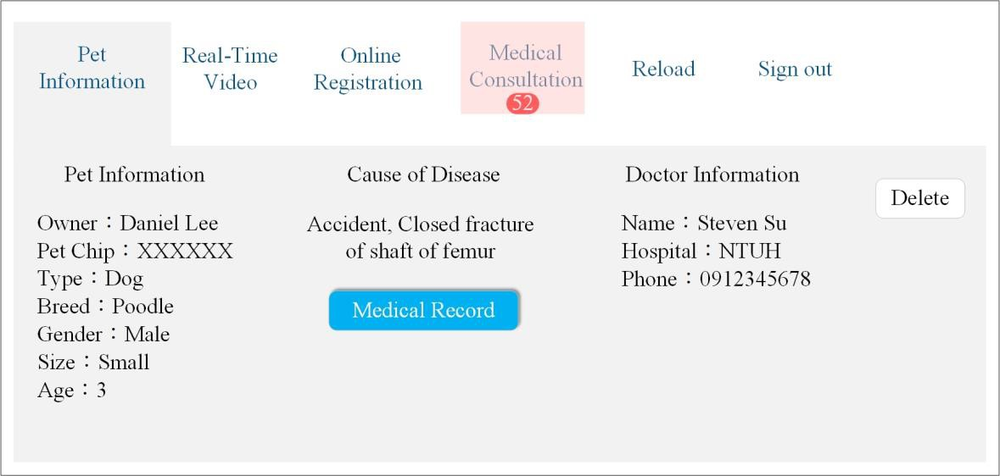 Pet
Information
Real-Time
Video
Online
Registration
Medical
Consultation
52
Reload
Sign out
Pet Information
Owner：Daniel Lee
Pet Chip：XXXXXX
Type：Dog
Breed：Poodle
Gender：Male
Size：Small
Age：3
Cause of Disease
Accident, Closed fracture
of shaft of femur
Medical Record
Doctor Information
Name：Steven Su
Hospital：NTUH
Phone：0912345678
Delete